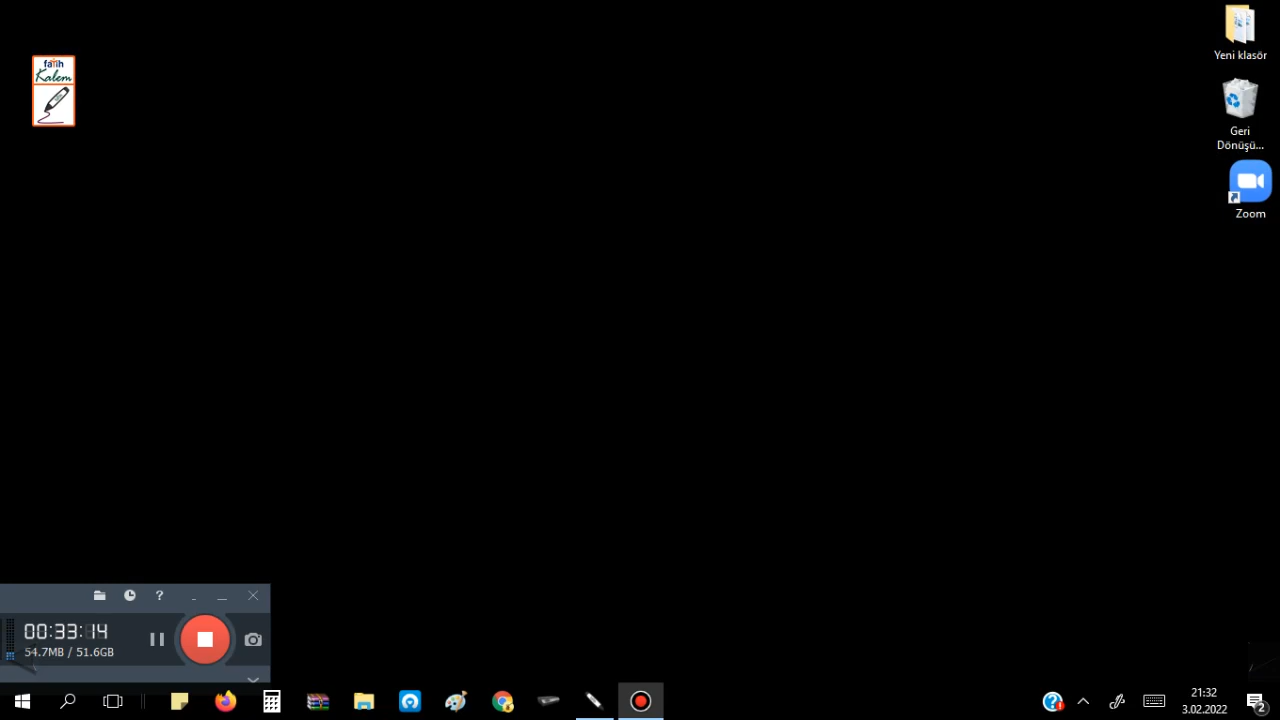 fatih
Kalem
Yeni klasör
Geri
Dönüşü...
Zoom
?
00:33:14
54.7MB / 51.6GB
21:32
3.02.2022
2